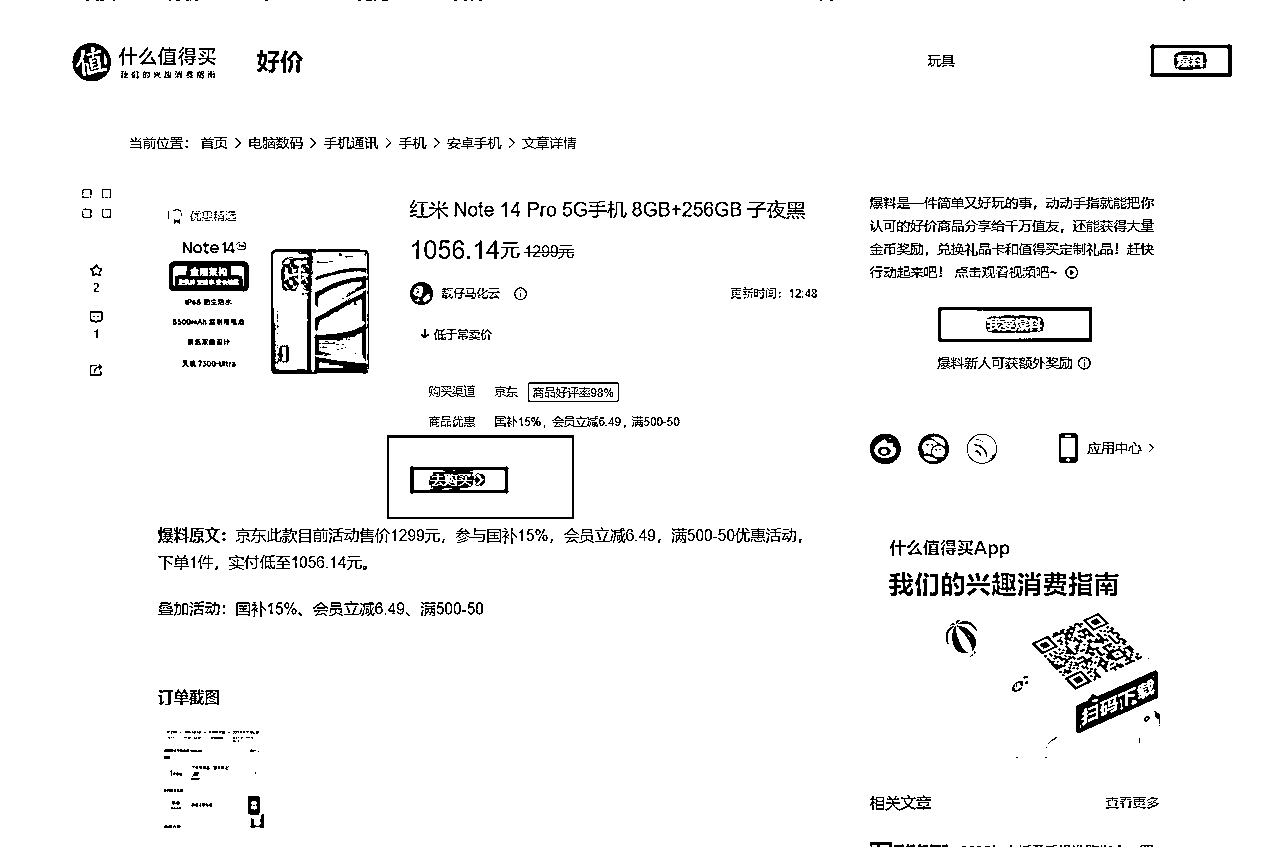 值 什么值得买 好价
我们的兴趣消费指南
玩具
爆料
当前位置: 首页 > 电脑数码 > 手机通讯 > 手机 > 安卓手机 > 文章详情
优惠精选
Note 14
IP68 防尘防水
天玑 7300-Ultra
2
1
红米 Note 14 Pro 5G手机 8GB+256GB 子夜黑
1056.14元 1299元
靓仔马化云
更新时间: 12:48
低于常卖价
购买渠道 京东 商品好评率98%
商品优惠 国补15%, 会员立减6.49, 满500-50
去购买
爆料原文: 京东此款目前活动售价1299元, 参与国补15%, 会员立减6.49, 满500-50优惠活动,
下单1件, 实付低至1056.14元。
叠加活动: 国补15%、会员立减6.49、满500-50
订单截图
爆料是一件简单又好玩的事, 动动手指就能把你
认可的好价商品分享给千万值友, 还能获得大量
金币奖励, 兑换礼品卡和值得买定制礼品! 赶快
行动起来吧! 点击观看视频吧~
我要爆料
爆料新人可获额外奖励
应用中心 >
什么值得买App
我们的兴趣消费指南
扫码下载
相关文章 查看更多